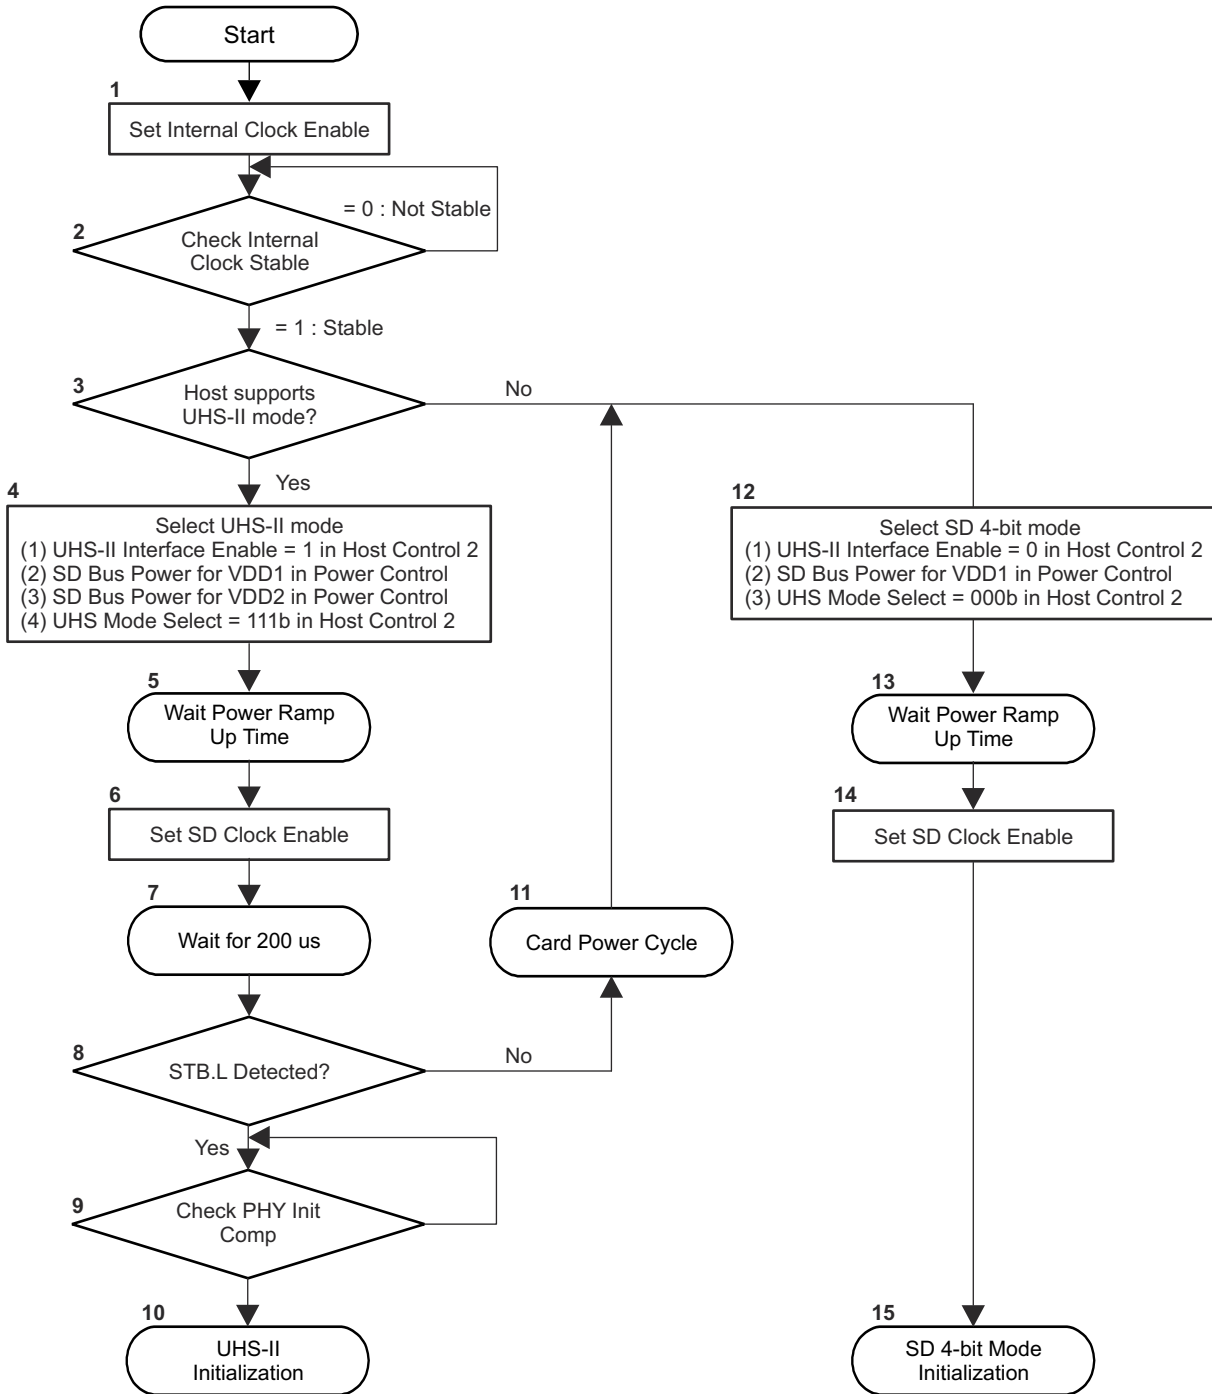 Start
1
Set Internal Clock Enable
= 0 : Not Stable
2
Check Internal
Clock Stable
= 1 : Stable
3
Host supports
UHS-II mode?
No
Yes
4
Select UHS-II mode
(1) UHS-II Interface Enable = 1 in Host Control 2
(2) SD Bus Power for VDD1 in Power Control
(3) SD Bus Power for VDD2 in Power Control
(4) UHS Mode Select = 111b in Host Control 2
5
Wait Power Ramp
Up Time
6
Set SD Clock Enable
7
Wait for 200 us
8
STB.L Detected?
No
Yes
9
Check PHY Init
Comp
10
UHS-II
Initialization
11
Card Power Cycle
12
Select SD 4-bit mode
(1) UHS-II Interface Enable = 0 in Host Control 2
(2) SD Bus Power for VDD1 in Power Control
(3) UHS Mode Select = 000b in Host Control 2
13
Wait Power Ramp
Up Time
14
Set SD Clock Enable
15
SD 4-bit Mode
Initialization